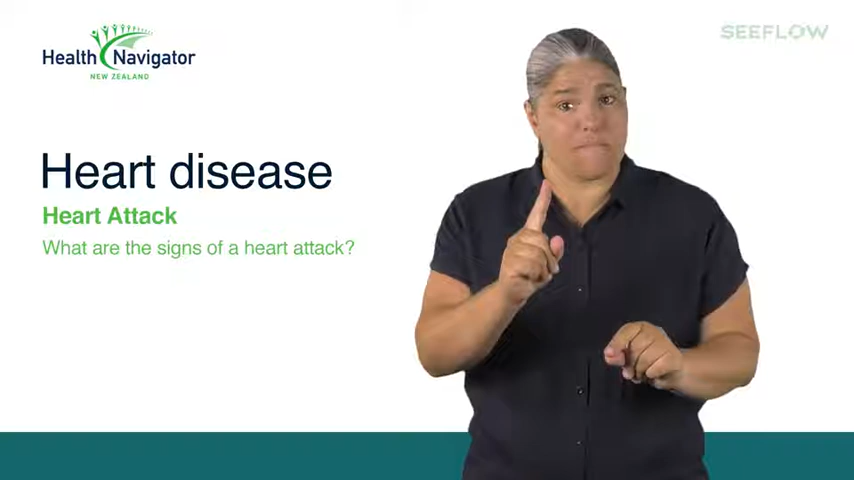 Health Navigator
NEW ZEALAND
SEEFLOW
Heart disease
Heart Attack
What are the signs of a heart attack?